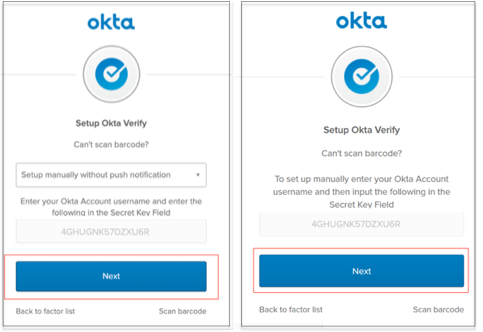 okta
Setup Okta Verify
Can't scan barcode?
Setup manually without push notification
Enter your Okta Account username and enter the
following in the Secret Key Field
4GHUGNK57DZXU6R
Next
Back to factor list
Scan barcode
okta
Setup Okta Verify
Can't scan barcode?
To set up manually enter your Okta Account
username and then input the following in the
Secret Key Field
4GHUGNK57DZXU6R
Next
Back to factor list
Scan barcode